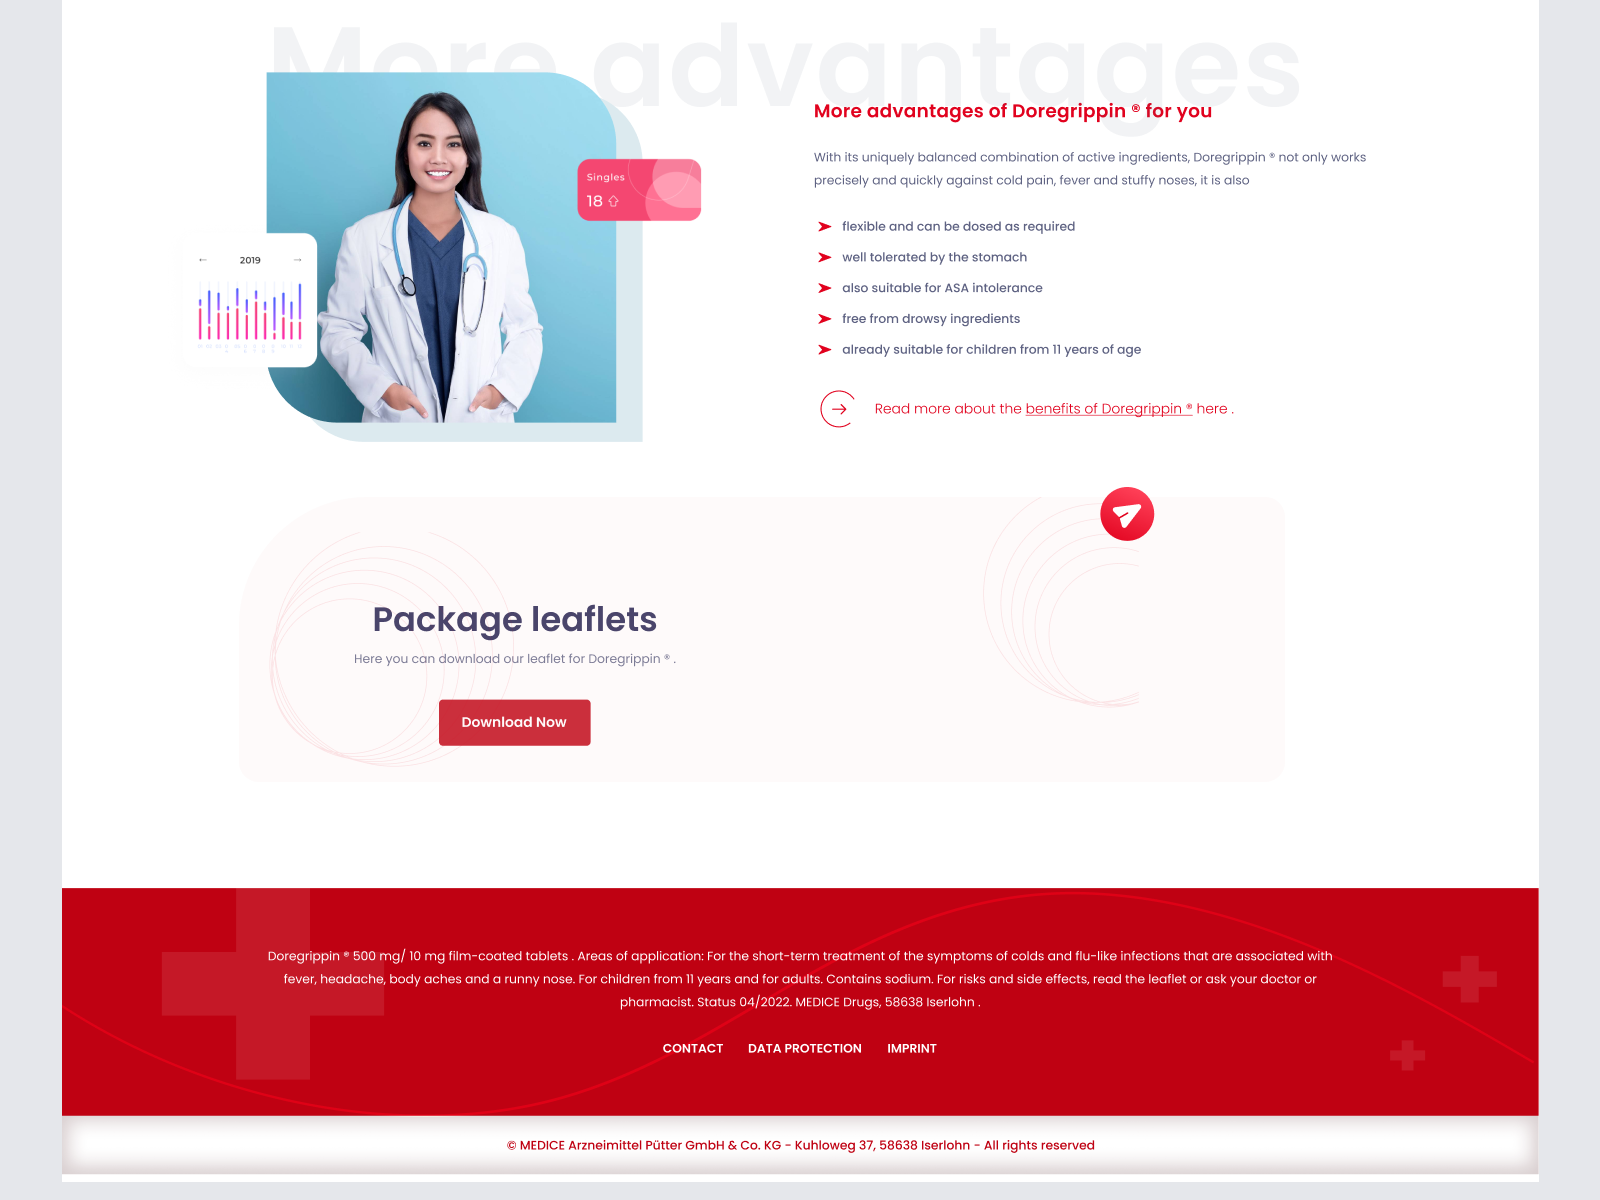 More advantages
More advantages of Doregrippin ® for you
With its uniquely balanced combination of active ingredients, Doregrippin ® not only works
precisely and quickly against cold pain, fever and stuffy noses, it is also
flexible and can be dosed as required
well tolerated by the stomach
also suitable for ASA intolerance
free from drowsy ingredients
already suitable for children from 11 years of age
Read more about the benefits of Doregrippin ® here .
Singles
18
2019
Package leaflets
Here you can download our leaflet for Doregrippin ® .
Download Now
Doregrippin ® 500 mg/ 10 mg film-coated tablets . Areas of application: For the short-term treatment of the symptoms of colds and flu-like infections that are associated with
fever, headache, body aches and a runny nose. For children from 11 years and for adults. Contains sodium. For risks and side effects, read the leaflet or ask your doctor or
pharmacist. Status 04/2022. MEDICE Drugs, 58638 Iserlohn .
CONTACT DATA PROTECTION IMPRINT
© MEDICE Arzneimittel Pütter GmbH & Co. KG - Kuhloweg 37, 58638 Iserlohn - All rights reserved